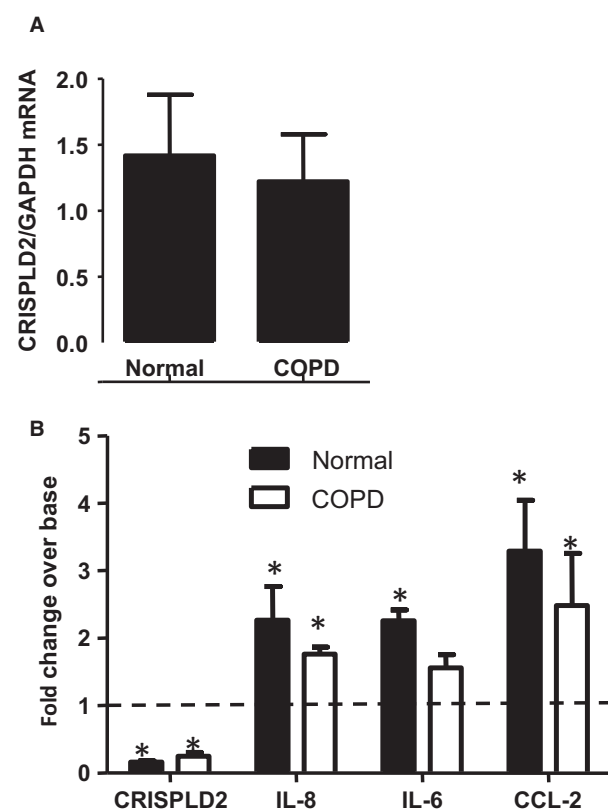 A
CRISPLD2/GAPDH mRNA
2.0
1.5
1.0
0.5
0.0
Normal
COPD
B
Fold change over base
5
4
3
2
1
0
Normal
COPD
*
*
*
*
*
*
*
CRISPLD2
IL-8
IL-6
CCL-2